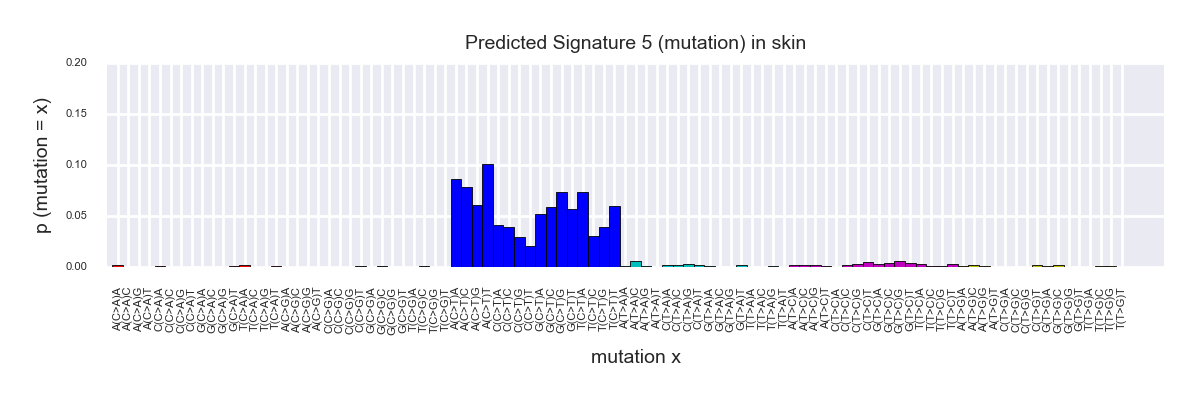 Predicted Signature 5 (mutation) in skin
0.20
0.15
0.10
0.05
0.00
p (mutation = x)
A(C>A)A
A(C>A)C
A(C>A)G
A(C>A)T
C(C>A)A
C(C>A)C
C(C>A)G
C(C>A)T
G(C>A)A
G(C>A)C
G(C>A)G
G(C>A)T
T(C>A)A
T(C>A)C
T(C>A)G
T(C>A)T
A(C>G)A
A(C>G)C
A(C>G)G
A(C>G)T
C(C>G)A
C(C>G)C
C(C>G)G
C(C>G)T
G(C>G)A
G(C>G)C
G(C>G)G
G(C>G)T
T(C>G)A
T(C>G)C
T(C>G)G
T(C>G)T
A(C>T)A
A(C>T)C
A(C>T)G
A(C>T)T
C(C>T)A
C(C>T)C
C(C>T)G
C(C>T)T
G(C>T)A
G(C>T)C
G(C>T)G
G(C>T)T
T(C>T)A
T(C>T)C
T(C>T)G
T(C>T)T
A(T>A)A
A(T>A)C
A(T>A)G
A(T>A)T
C(T>A)A
C(T>A)C
C(T>A)G
C(T>A)T
G(T>A)A
G(T>A)C
G(T>A)G
G(T>A)T
T(T>A)A
T(T>A)C
T(T>A)G
T(T>A)T
A(T>C)A
A(T>C)C
A(T>C)G
A(T>C)T
C(T>C)A
C(T>C)C
C(T>C)G
C(T>C)T
G(T>C)A
G(T>C)C
G(T>C)G
G(T>C)T
T(T>C)A
T(T>C)C
T(T>C)G
T(T>C)T
A(T>G)A
A(T>G)C
A(T>G)G
A(T>G)T
C(T>G)A
C(T>G)C
C(T>G)G
C(T>G)T
G(T>G)A
G(T>G)C
G(T>G)G
G(T>G)T
T(T>G)A
T(T>G)C
T(T>G)G
T(T>G)T
mutation x